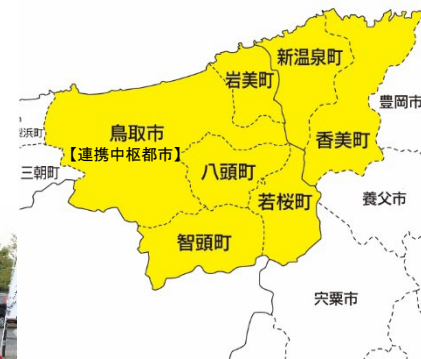 新温泉町
岩美町
豊岡市
鳥取市
【連携中枢都市】
香美町
三朝町
八頭町
若桜町
養父市
智頭町
宍粟市